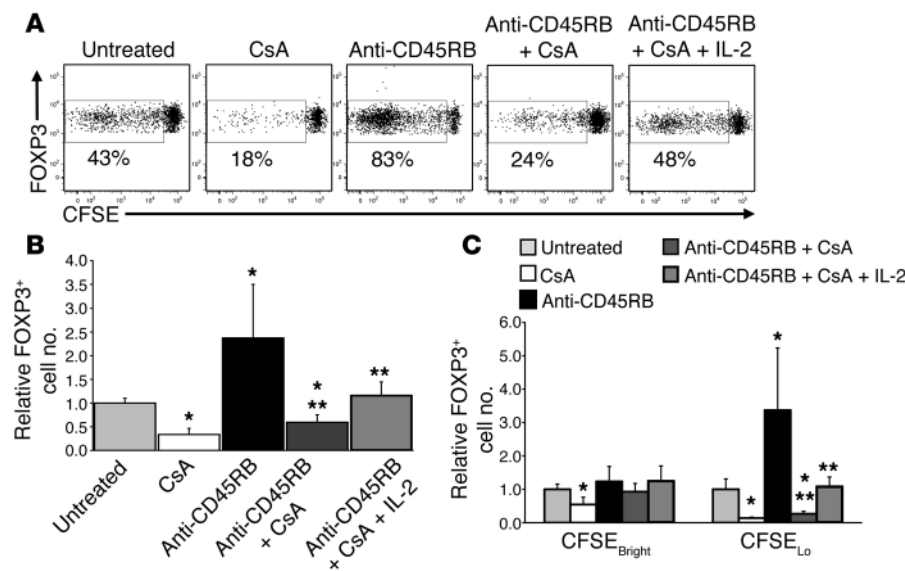 A
Untreated
CsA
Anti-CD45RB
Anti-CD45RB
+ CsA
Anti-CD45RB
+ CsA + IL-2
FOXP3
43%
18%
83%
24%
48%
CFSE
B
Relative FOXP3+
cell no.
4.0
3.5
3.0
2.5
2.0
1.5
1.0
0.5
0.0
*
*
*
**
**
Untreated
CsA
Anti-CD45RB
Anti-CD45RB
+ CsA
Anti-CD45RB
+ CsA + IL-2
C
Untreated
CsA
Anti-CD45RB
Anti-CD45RB + CsA
Anti-CD45RB + CsA + IL-2
Relative FOXP3+
cell no.
6.0
5.0
4.0
3.0
2.0
1.0
0.0
*
*
*
*
**
**
CFSEBright
CFSELo